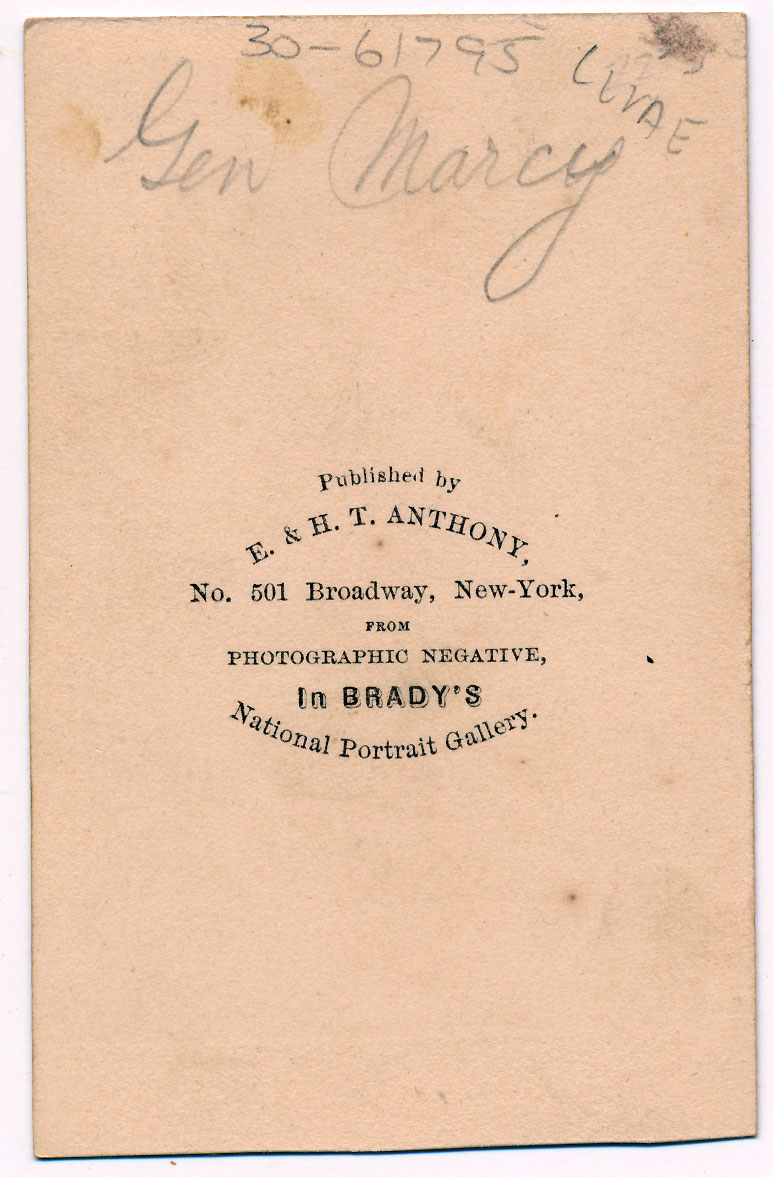 30-61795
Gen Marcy
Published by
E. & H. T. ANTHONY,
No. 501 Broadway, New-York,
FROM
PHOTOGRAPHIC NEGATIVE,
In BRADY'S
National Portrait Gallery.